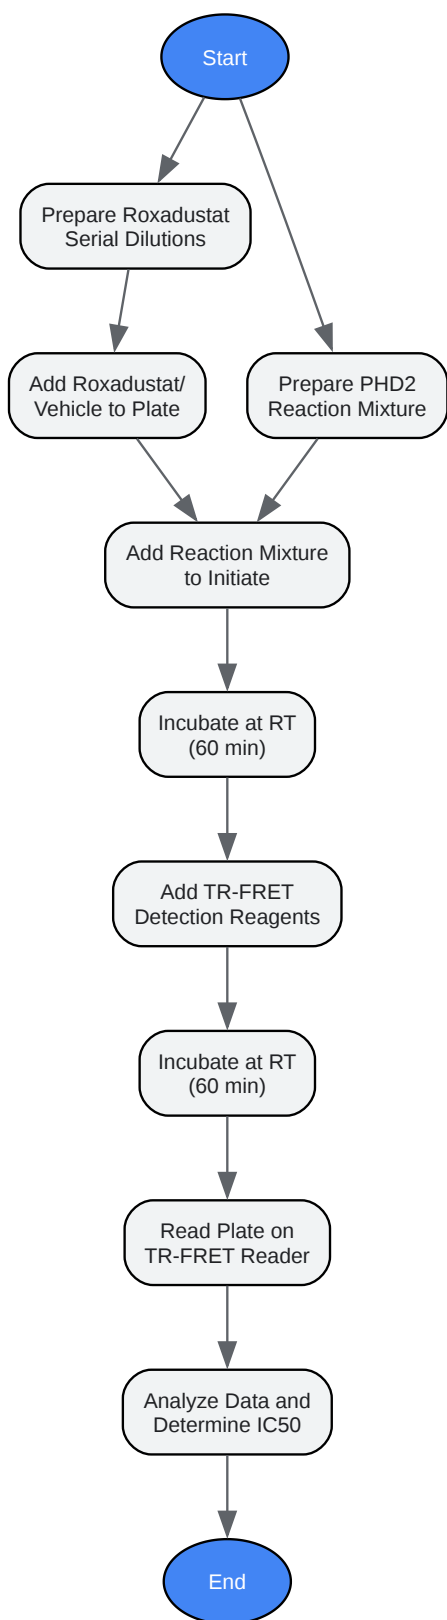 Start
Prepare Roxadustat
Serial Dilutions
Add Roxadustat/
Vehicle to Plate
Prepare PHD2
Reaction Mixture
Add Reaction Mixture
to Initiate
Incubate at RT
(60 min)
Add TR-FRET
Detection Reagents
Incubate at RT
(60 min)
Read Plate on
TR-FRET Reader
Analyze Data and
Determine IC50
End